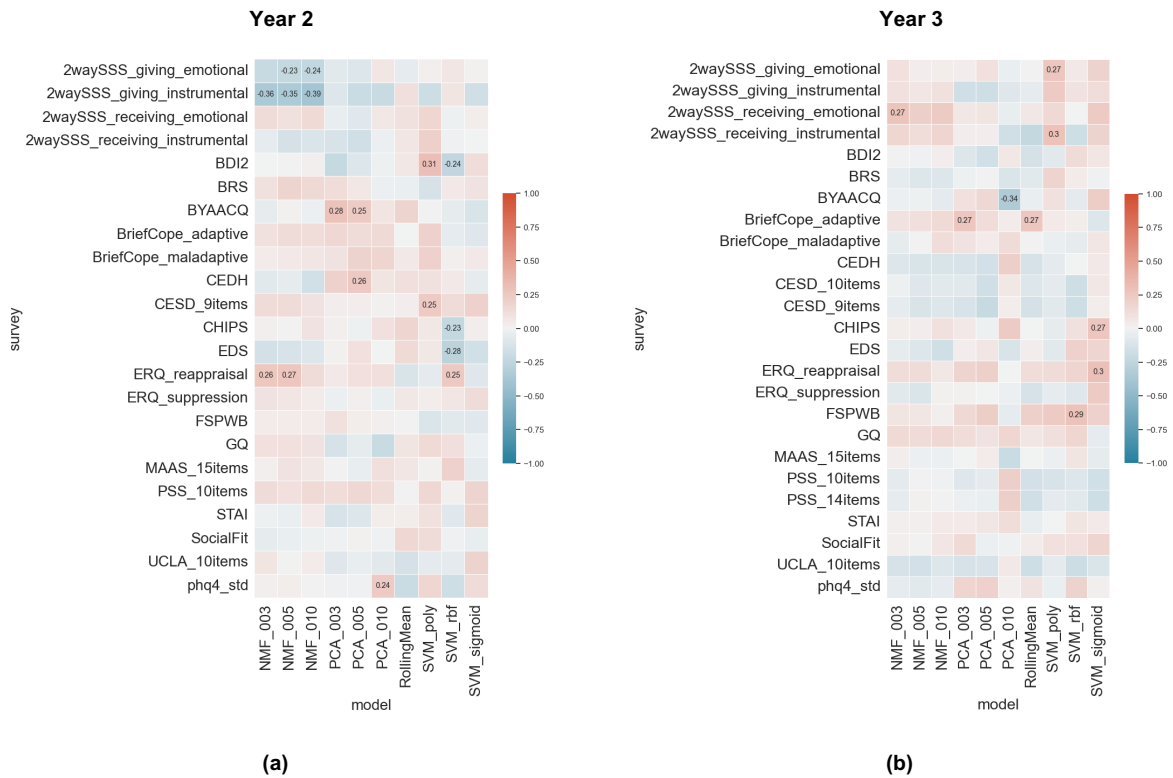 Year 2
2waySSS_giving_emotional -0.23 -0.24
2waySSS_giving_instrumental -0.36 -0.35 -0.39
2waySSS_receiving_emotional
2waySSS_receiving_instrumental
BDI2 0.31 -0.24
BRS
BYAACQ 0.28 0.25
BriefCope_adaptive
BriefCope_maladaptive
CEDH 0.26
CESD_9items 0.25
CHIPS -0.23
EDS -0.28
ERQ_reappraisal 0.26 0.27 0.25
ERQ_suppression
FSPWB
GQ
MAAS_15items
PSS_10items
STAI
SocialFit
UCLA_10items
phq4_std 0.24
survey
NMF_003 NMF_005 NMF_010 PCA_003 PCA_005 PCA_010 RollingMean SVM_poly SVM_rbf SVM_sigmoid
model
1.00
0.75
0.50
0.25
0.00
−0.25
−0.50
−0.75
−1.00
(a)
Year 3
2waySSS_giving_emotional 0.27
2waySSS_giving_instrumental
2waySSS_receiving_emotional 0.27
2waySSS_receiving_instrumental 0.3
BDI2
BRS
BYAACQ -0.34
BriefCope_adaptive 0.27 0.27
BriefCope_maladaptive
CEDH
CESD_10items
CESD_9items
CHIPS 0.27
EDS
ERQ_reappraisal 0.3
ERQ_suppression
FSPWB 0.29
GQ
MAAS_15items
PSS_10items
PSS_14items
STAI
SocialFit
UCLA_10items
phq4_std
survey
NMF_003 NMF_005 NMF_010 PCA_003 PCA_005 PCA_010 RollingMean SVM_poly SVM_rbf SVM_sigmoid
model
1.00
0.75
0.50
0.25
0.00
−0.25
−0.50
−0.75
−1.00
(b)